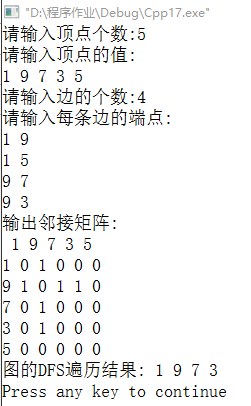 "D:\程序作业\Debug\Cpp17.exe"
请输入顶点个数:5
请输入顶点的值:
1 9 7 3 5
请输入边的个数:4
请输入每条边的端点:
1 9
1 5
9 7
9 3
输出邻接矩阵:
1 9 7 3 5
1 0 1 0 0 0
9 1 0 1 1 0
7 0 1 0 0 0
3 0 1 0 0 0
5 0 0 0 0 0
图的DFS遍历结果: 1 9 7 3
Press any key to continue